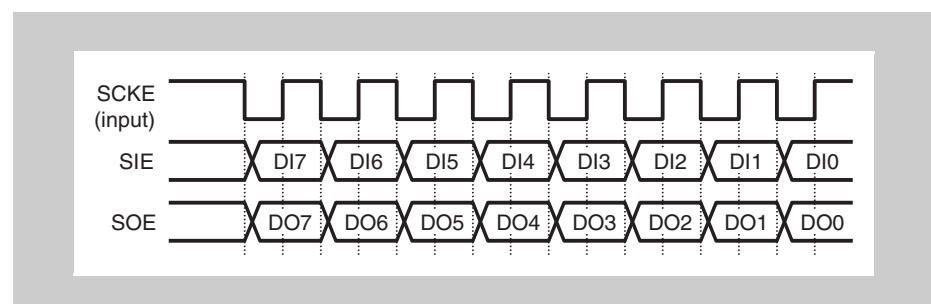 SCKE
(input)
SIE DI7 DI6 DI5 DI4 DI3 DI2 DI1 DI0
SOE DO7 DO6 DO5 DO4 DO3 DO2 DO1 DO0